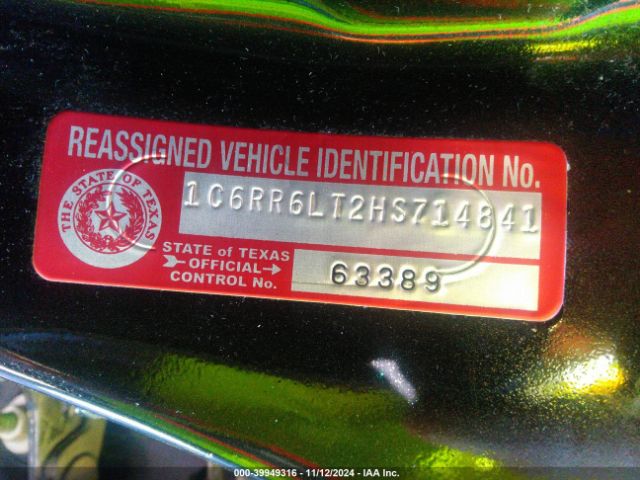 REASSIGNED VEHICLE IDENTIFICATION No.
1C6RR6LT2HS714841
THE STATE OF TEXAS
STATE OF TEXAS
OFFICIAL
CONTROL No.
63389
000-39949316 - 11/12/2024 - IAA Inc.